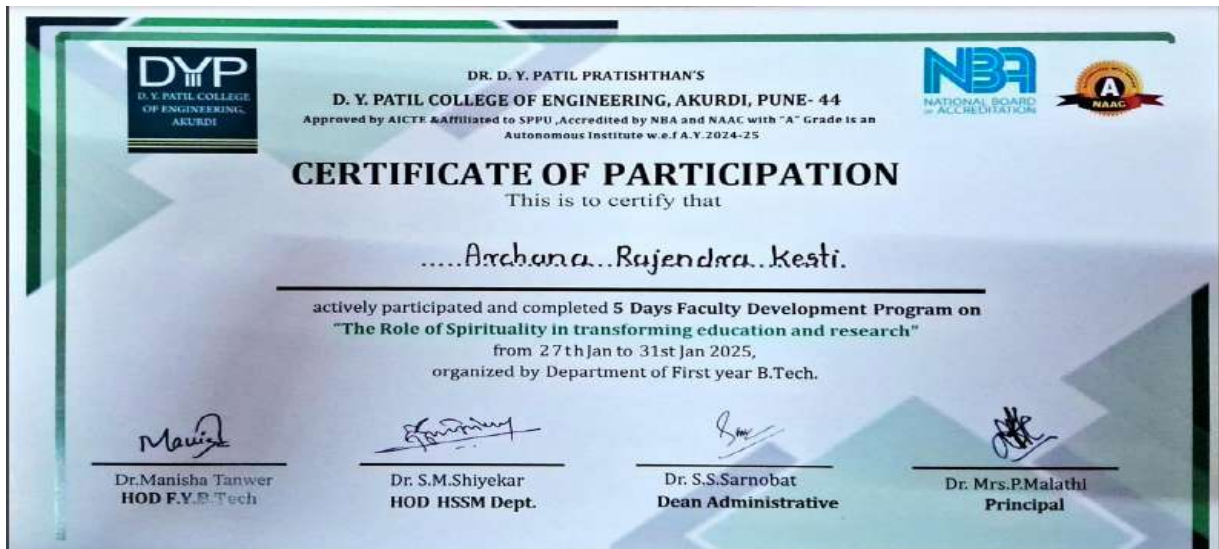 DYP
D. Y. PATIL COLLEGE
OF ENGINEERING,
AKURDI
NBA
NATIONAL BOARD
of ACCREDITATION
A
NAAC
DR. D. Y. PATIL PRATISHTHAN'S
D. Y. PATIL COLLEGE OF ENGINEERING, AKURDI, PUNE- 44
Approved by AICTE &Affiliated to SPPU ,Accredited by NBA and NAAC with "A" Grade is an
Autonomous Institute w.e.f A.Y.2024-25
CERTIFICATE OF PARTICIPATION
This is to certify that
.....Archana..Rajendra..Kesti.
actively participated and completed 5 Days Faculty Development Program on
"The Role of Spirituality in transforming education and research"
from 27th Jan to 31st Jan 2025,
organized by Department of First year B.Tech.
Dr.Manisha Tanwer
HOD F.Y.B.Tech
Dr. S.M.Shiyekar
HOD HSSM Dept.
Dr. S.S.Sarnobat
Dean Administrative
Dr. Mrs.P.Malathi
Principal